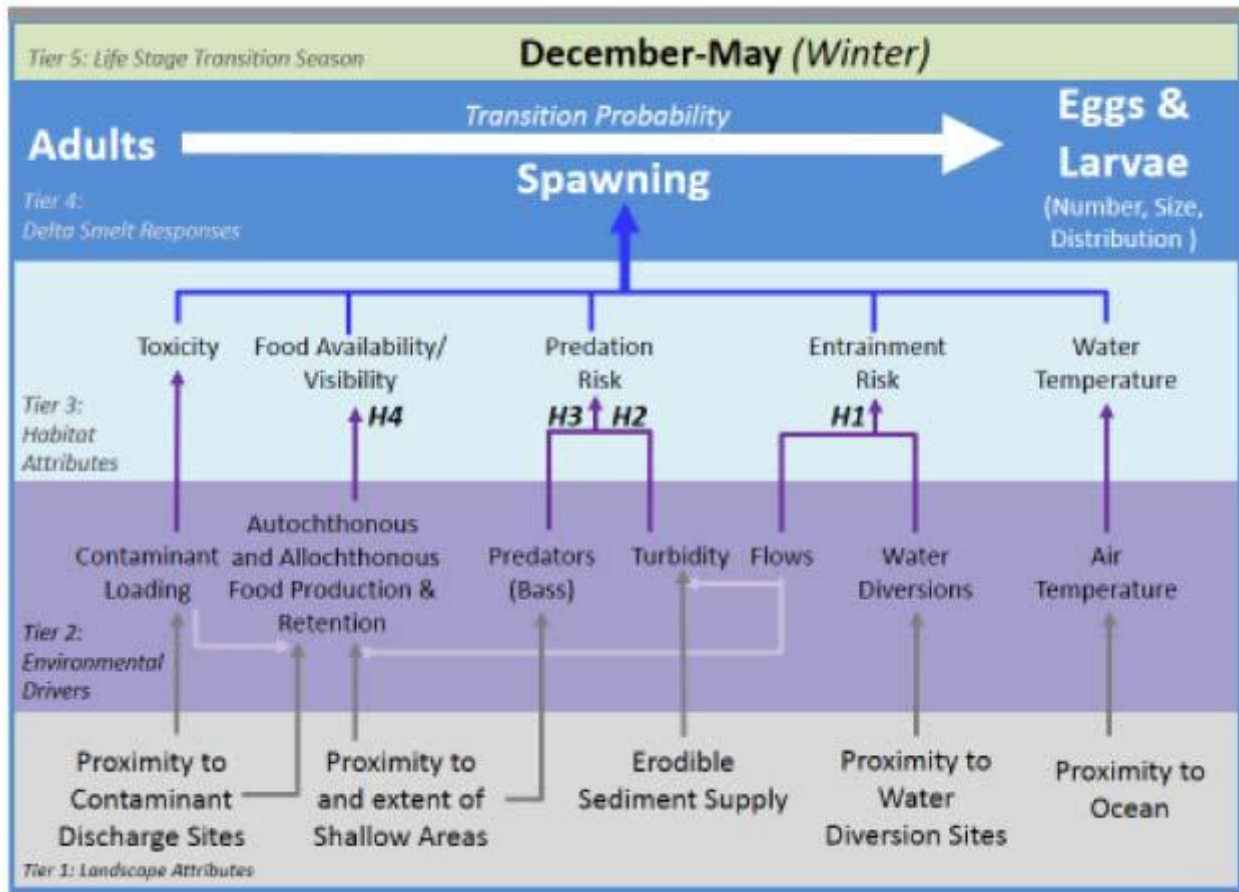 Tier 5: Life Stage Transition Season
December-May (Winter)
Adults
Transition Probability
Spawning
Eggs &
Larvae
(Number, Size,
Distribution )
Tier 4:
Delta Smelt Responses
Toxicity
Food Availability/
Visibility
Predation
Risk
Entrainment
Risk
Water
Temperature
H4
H3
H2
H1
Tier 3:
Habitat
Attributes
Contaminant
Loading
Autochthonous
and Allochthonous
Food Production &
Retention
Predators
(Bass)
Turbidity
Flows
Water
Diversions
Air
Temperature
Tier 2:
Environmental
Drivers
Proximity to
Contaminant
Discharge Sites
Proximity to
and extent of
Shallow Areas
Erodible
Sediment Supply
Proximity to
Water
Diversion Sites
Proximity to
Ocean
Tier 1: Landscape Attributes